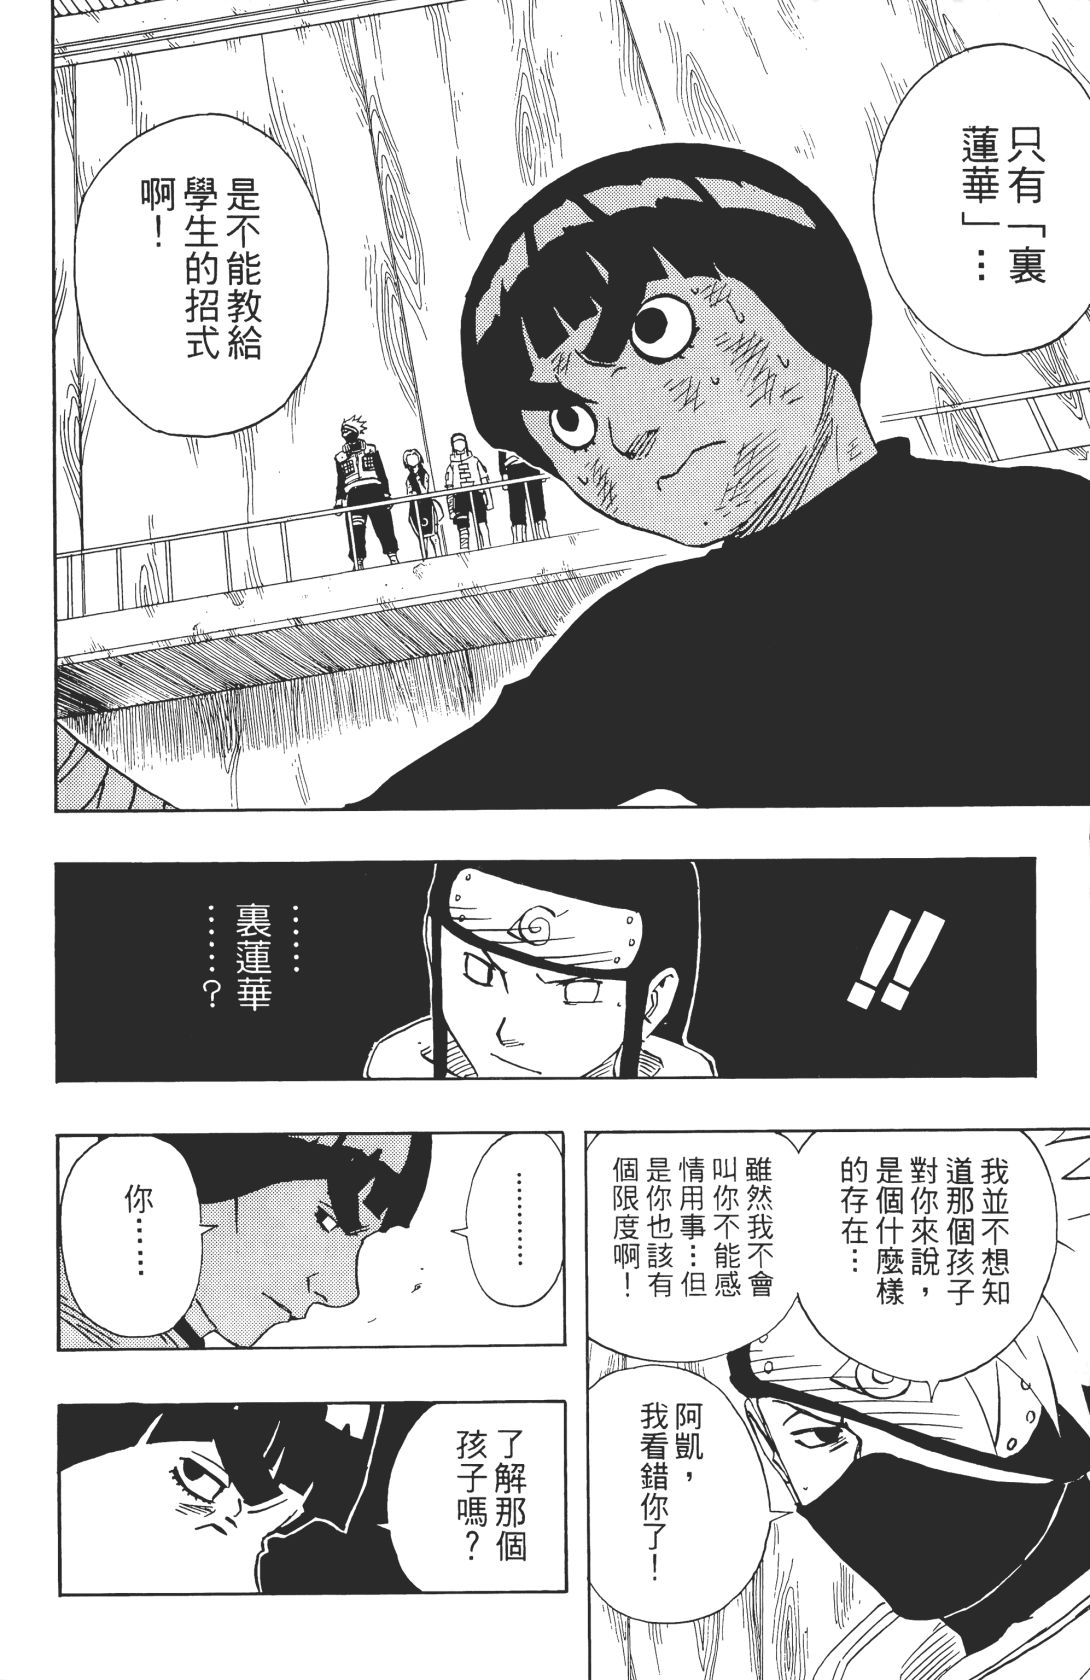 只有「裏
蓮華」…
是不能教給
學生的招式
啊！
!!
……
裏蓮華
……？
我並不想知
道那個孩子
對你來說，
是個什麼樣
的存在…
雖然我不會
叫你不能感
情用事…但
是你也該有
個限度啊！
阿凱，
我看錯你了！
…………
你……
了解那個
孩子嗎？